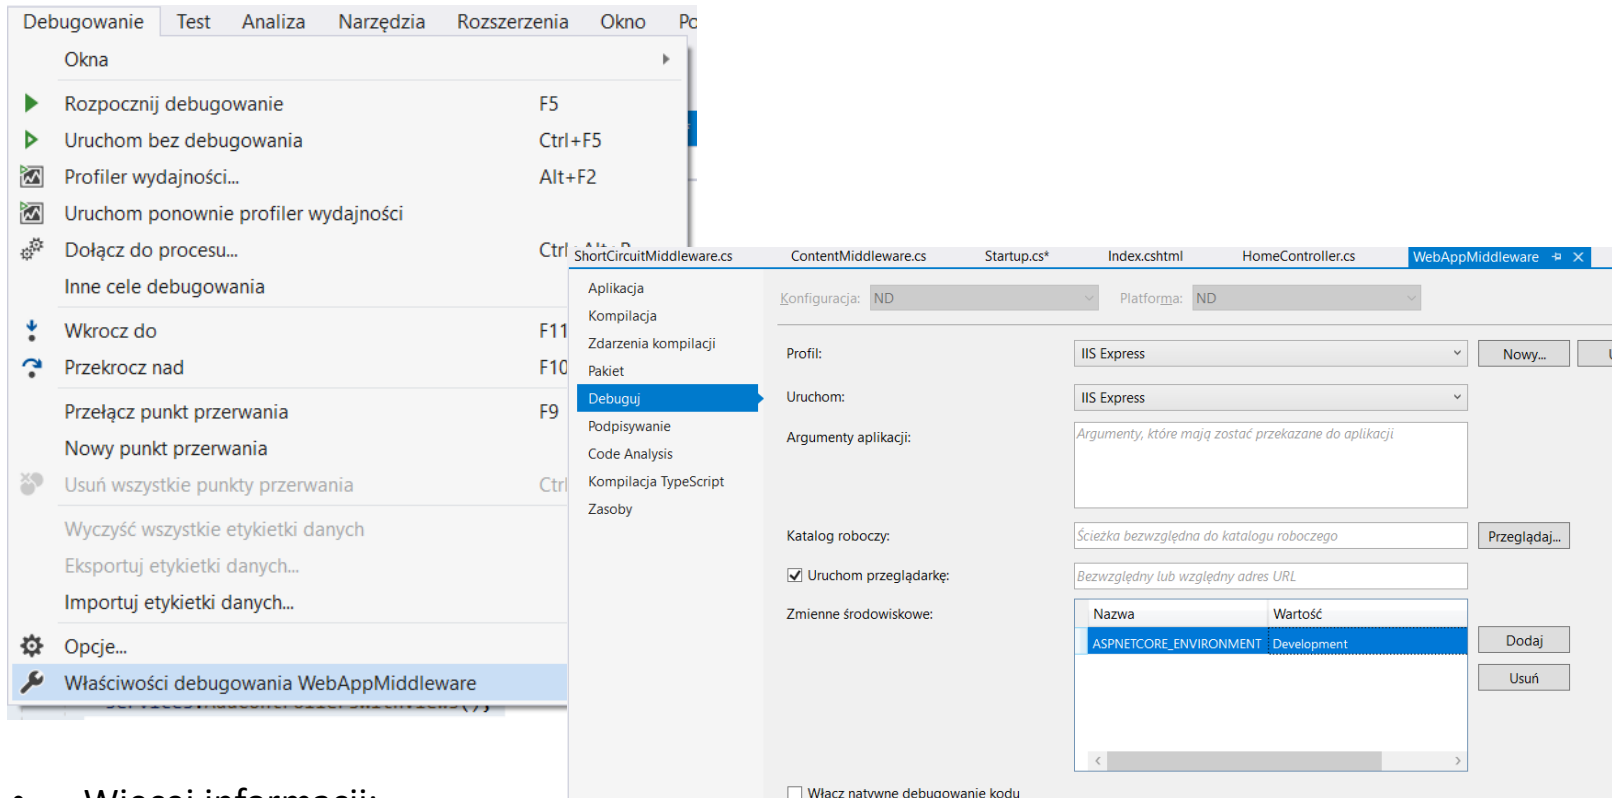 Debugowanie Test Analiza Narzędzia Rozszerzenia Okno
Okna
Rozpocznij debugowanie F5
Uruchom bez debugowania Ctrl+F5
Profiler wydajności... Alt+F2
Uruchom ponownie profiler wydajności
Dołącz do procesu...
Inne cele debugowania
Wkrocz do F11
Przekrocz nad F10
Przełącz punkt przerwania F9
Nowy punkt przerwania
Usuń wszystkie punkty przerwania
Wyczyść wszystkie etykietki danych
Eksportuj etykietki danych...
Importuj etykietki danych...
Opcje...
Właściwości debugowania WebAppMiddleware
ShortCircuitMiddleware.cs ContentMiddleware.cs Startup.cs* Index.cshtml HomeController.cs WebAppMiddleware
Aplikacja
Kompilacja
Zdarzenia kompilacji
Pakiet
Debuguj
Podpisywanie
Code Analysis
Kompilacja TypeScript
Zasoby
Konfiguracja: ND Platforma: ND
Profil: IIS Express Nowy...
Uruchom: IIS Express
Argumenty aplikacji: Argumenty, które mają zostać przekazane do aplikacji
Katalog roboczy: Ścieżka bezwzględna do katalogu roboczego Przeglądaj...
Uruchom przeglądarkę: Bezwzględny lub względny adres URL
Zmienne środowiskowe: Nazwa Wartość
ASPNETCORE_ENVIRONMENT Development Dodaj
Usuń
Włącz natywne debugowanie kodu
• Więcej informacji: